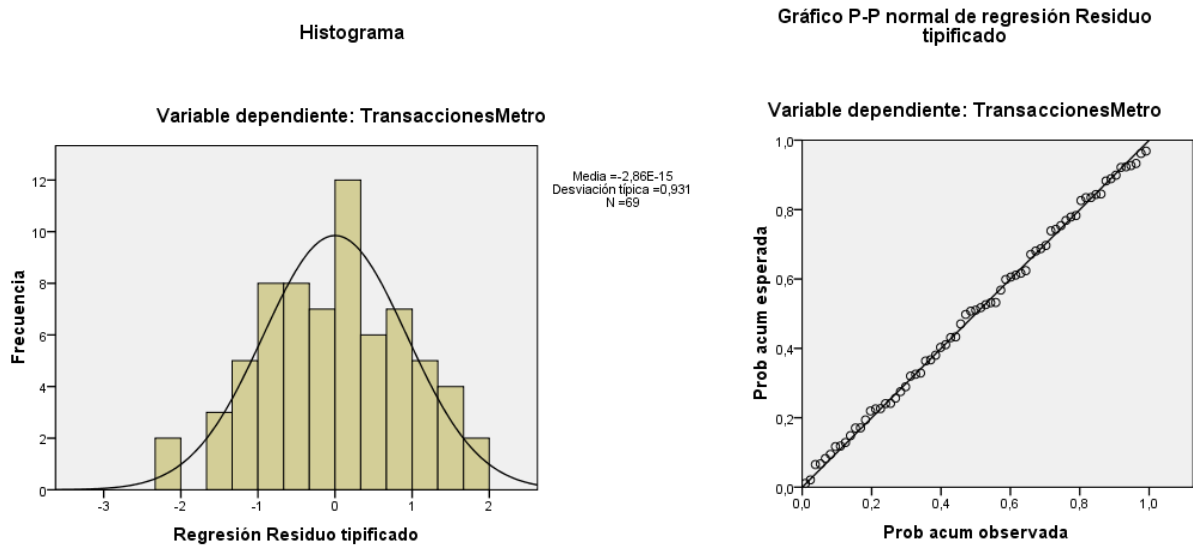 Histograma
Variable dependiente: TransaccionesMetro
Media =-2,86E-15
Desviación típica =0,931
N =69
Frecuencia
12
10
8
6
4
2
0
-3
-2
-1
0
1
2
Regresión Residuo tipificado
Gráfico P-P normal de regresión Residuo
tipificado
Variable dependiente: TransaccionesMetro
Prob acum esperada
1,0
0,8
0,6
0,4
0,2
0,0
0,0
0,2
0,4
0,6
0,8
1,0
Prob acum observada